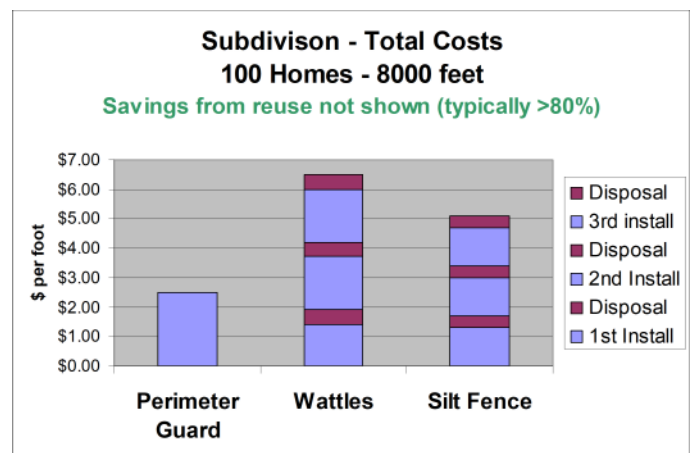 Subdivison - Total Costs
100 Homes - 8000 feet
Savings from reuse not shown (typically >80%)
$7.00
$6.00
$5.00
$4.00
$3.00
$2.00
$1.00
$0.00
$ per foot
Perimeter
Guard
Wattles
Silt Fence
Disposal
3rd install
Disposal
2nd Install
Disposal
1st Install